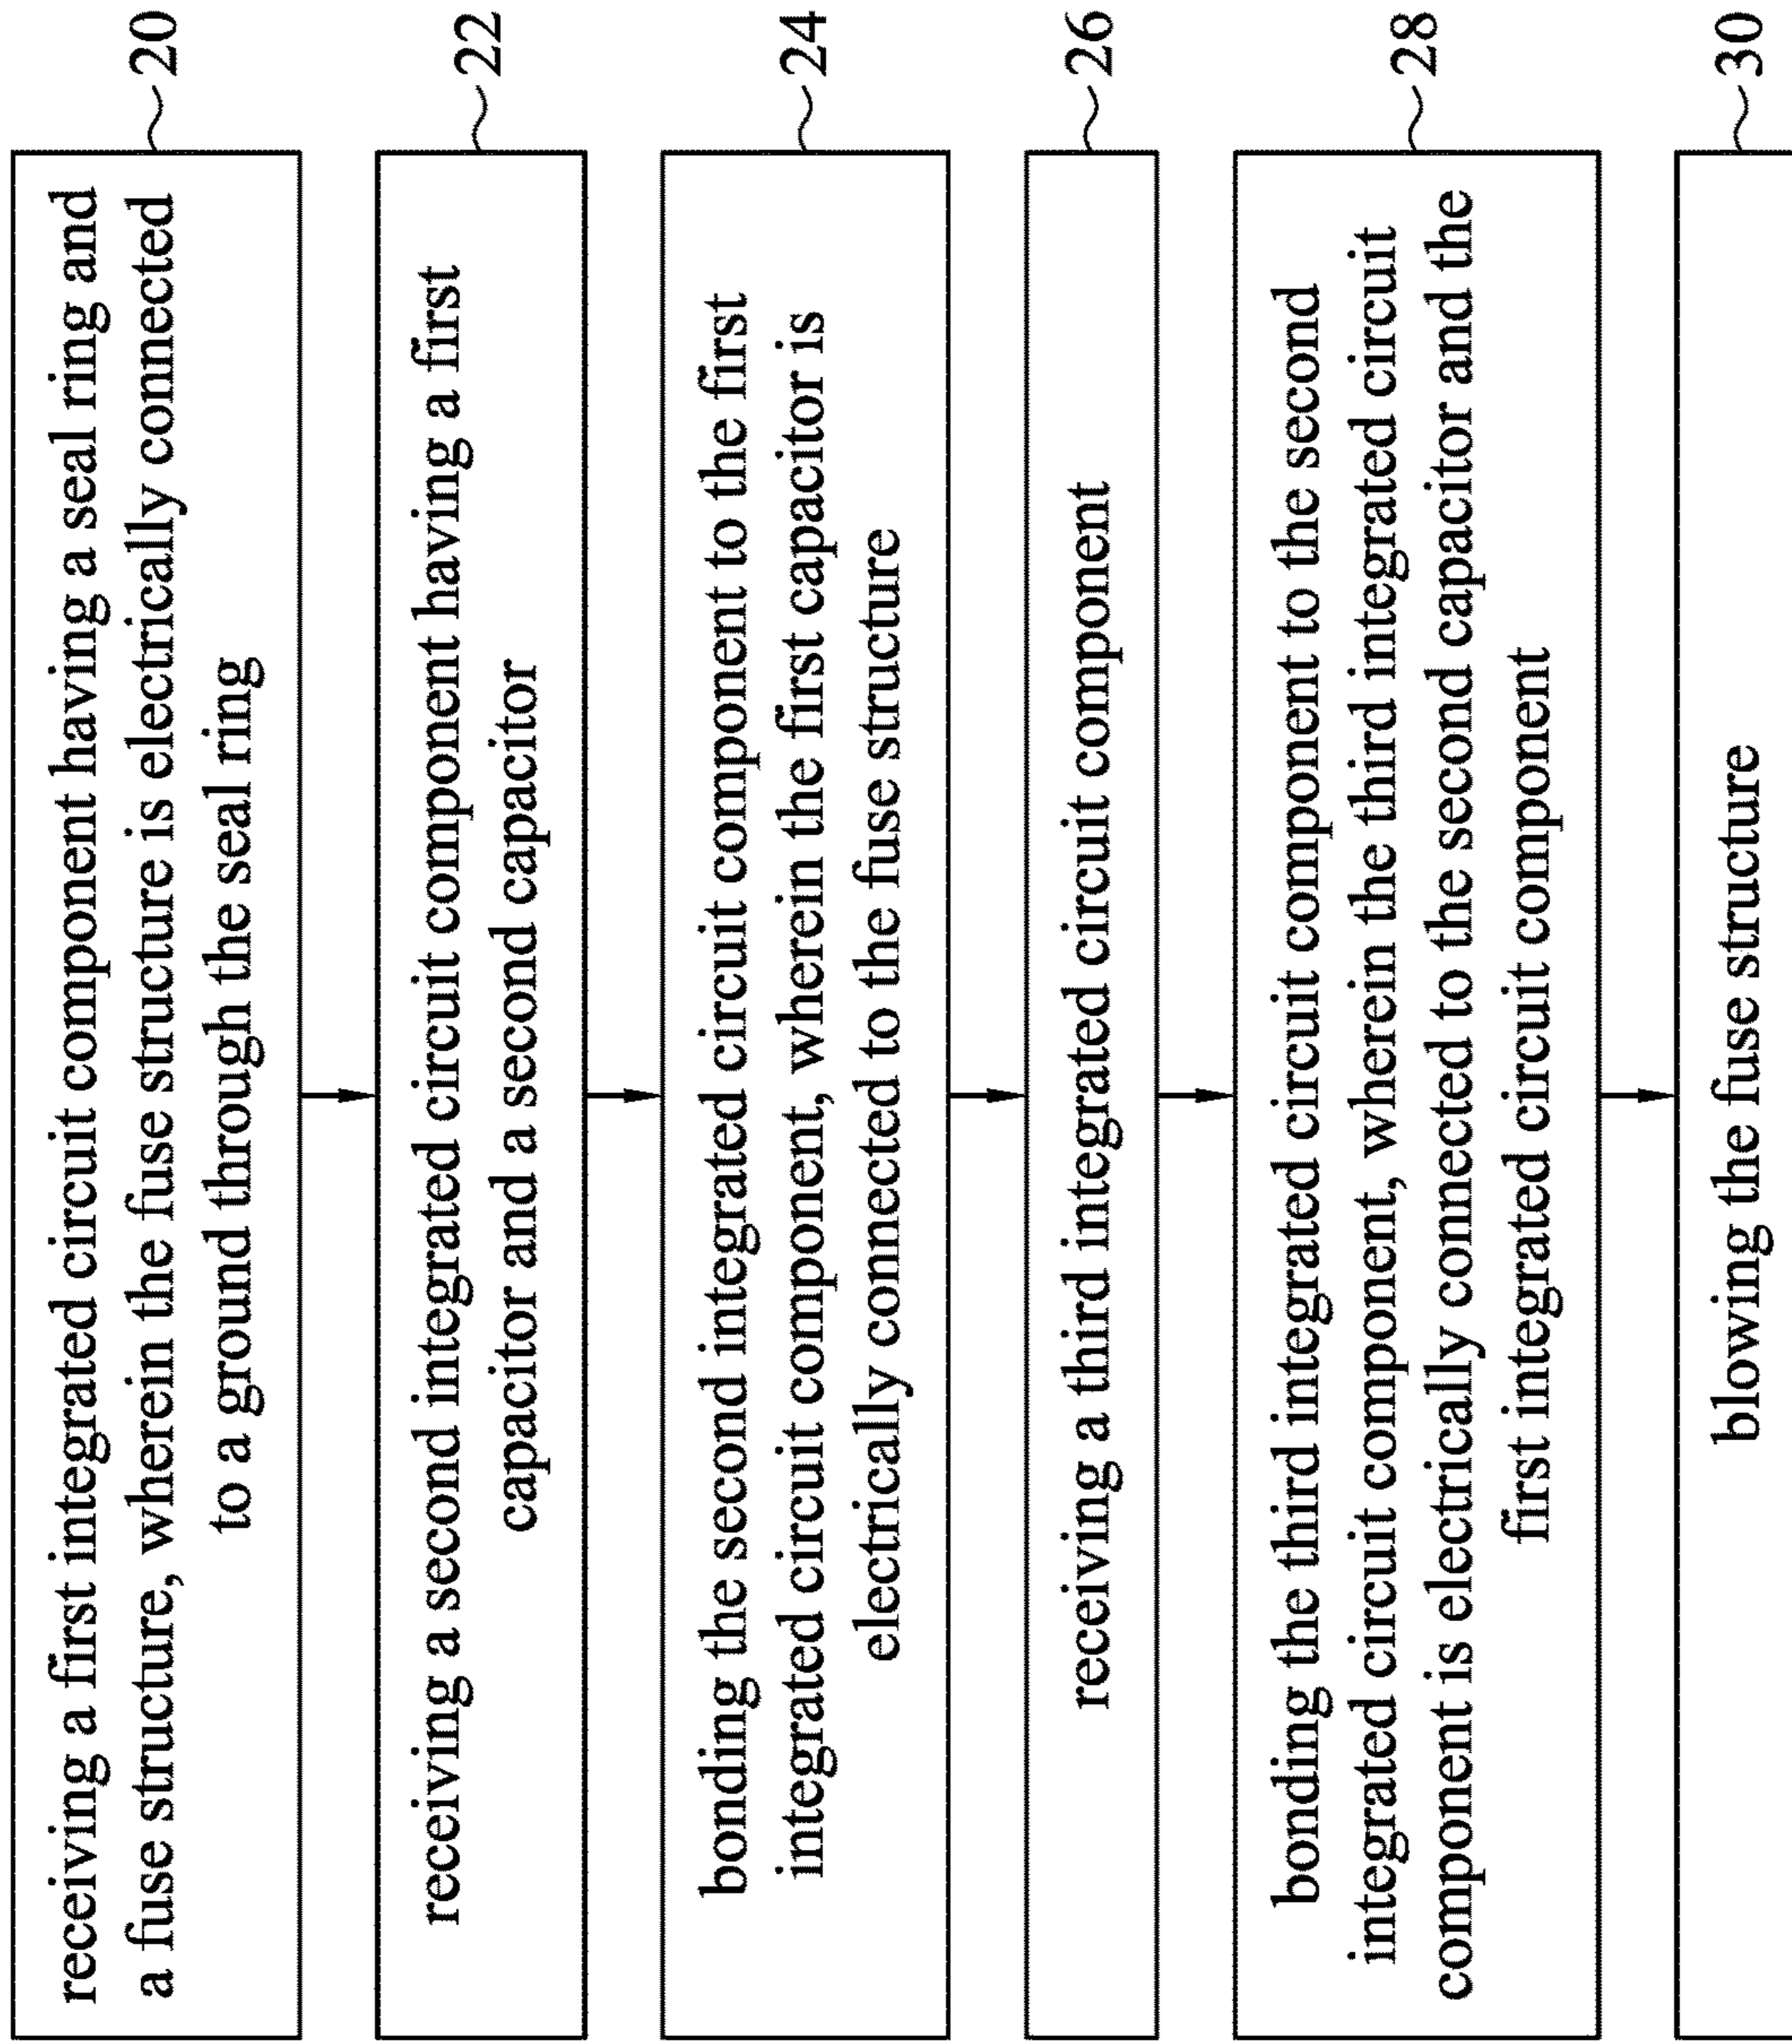 receiving a first integrated circuit component having a seal ring and
a fuse structure, wherein the fuse structure is electrically connected
to a ground through the seal ring
20
receiving a second integrated circuit component having a first
capacitor and a second capacitor
22
bonding the second integrated circuit component to the first
integrated circuit component, wherein the first capacitor is
electrically connected to the fuse structure
24
receiving a third integrated circuit component
26
bonding the third integrated circuit component to the second
integrated circuit component, wherein the third integrated circuit
component is electrically connected to the second capacitor and the
first integrated circuit component
28
blowing the fuse structure
30